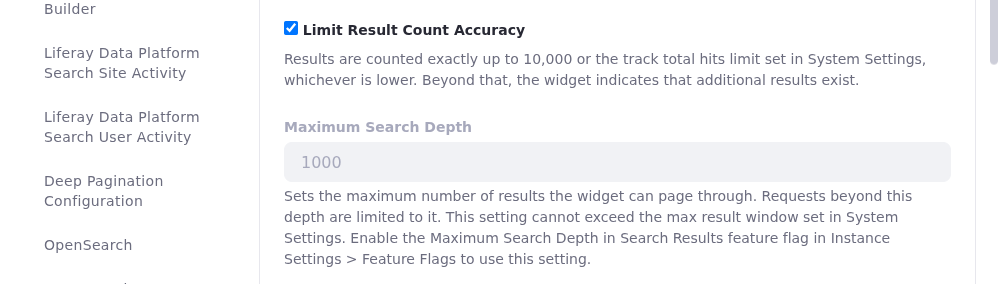 Builder
Liferay Data Platform
Search Site Activity
Liferay Data Platform
Search User Activity
Deep Pagination
Configuration
OpenSearch
Limit Result Count Accuracy
Results are counted exactly up to 10,000 or the track total hits limit set in System Settings,
whichever is lower. Beyond that, the widget indicates that additional results exist.
Maximum Search Depth
1000
Sets the maximum number of results the widget can page through. Requests beyond this
depth are limited to it. This setting cannot exceed the max result window set in System
Settings. Enable the Maximum Search Depth in Search Results feature flag in Instance
Settings > Feature Flags to use this setting.